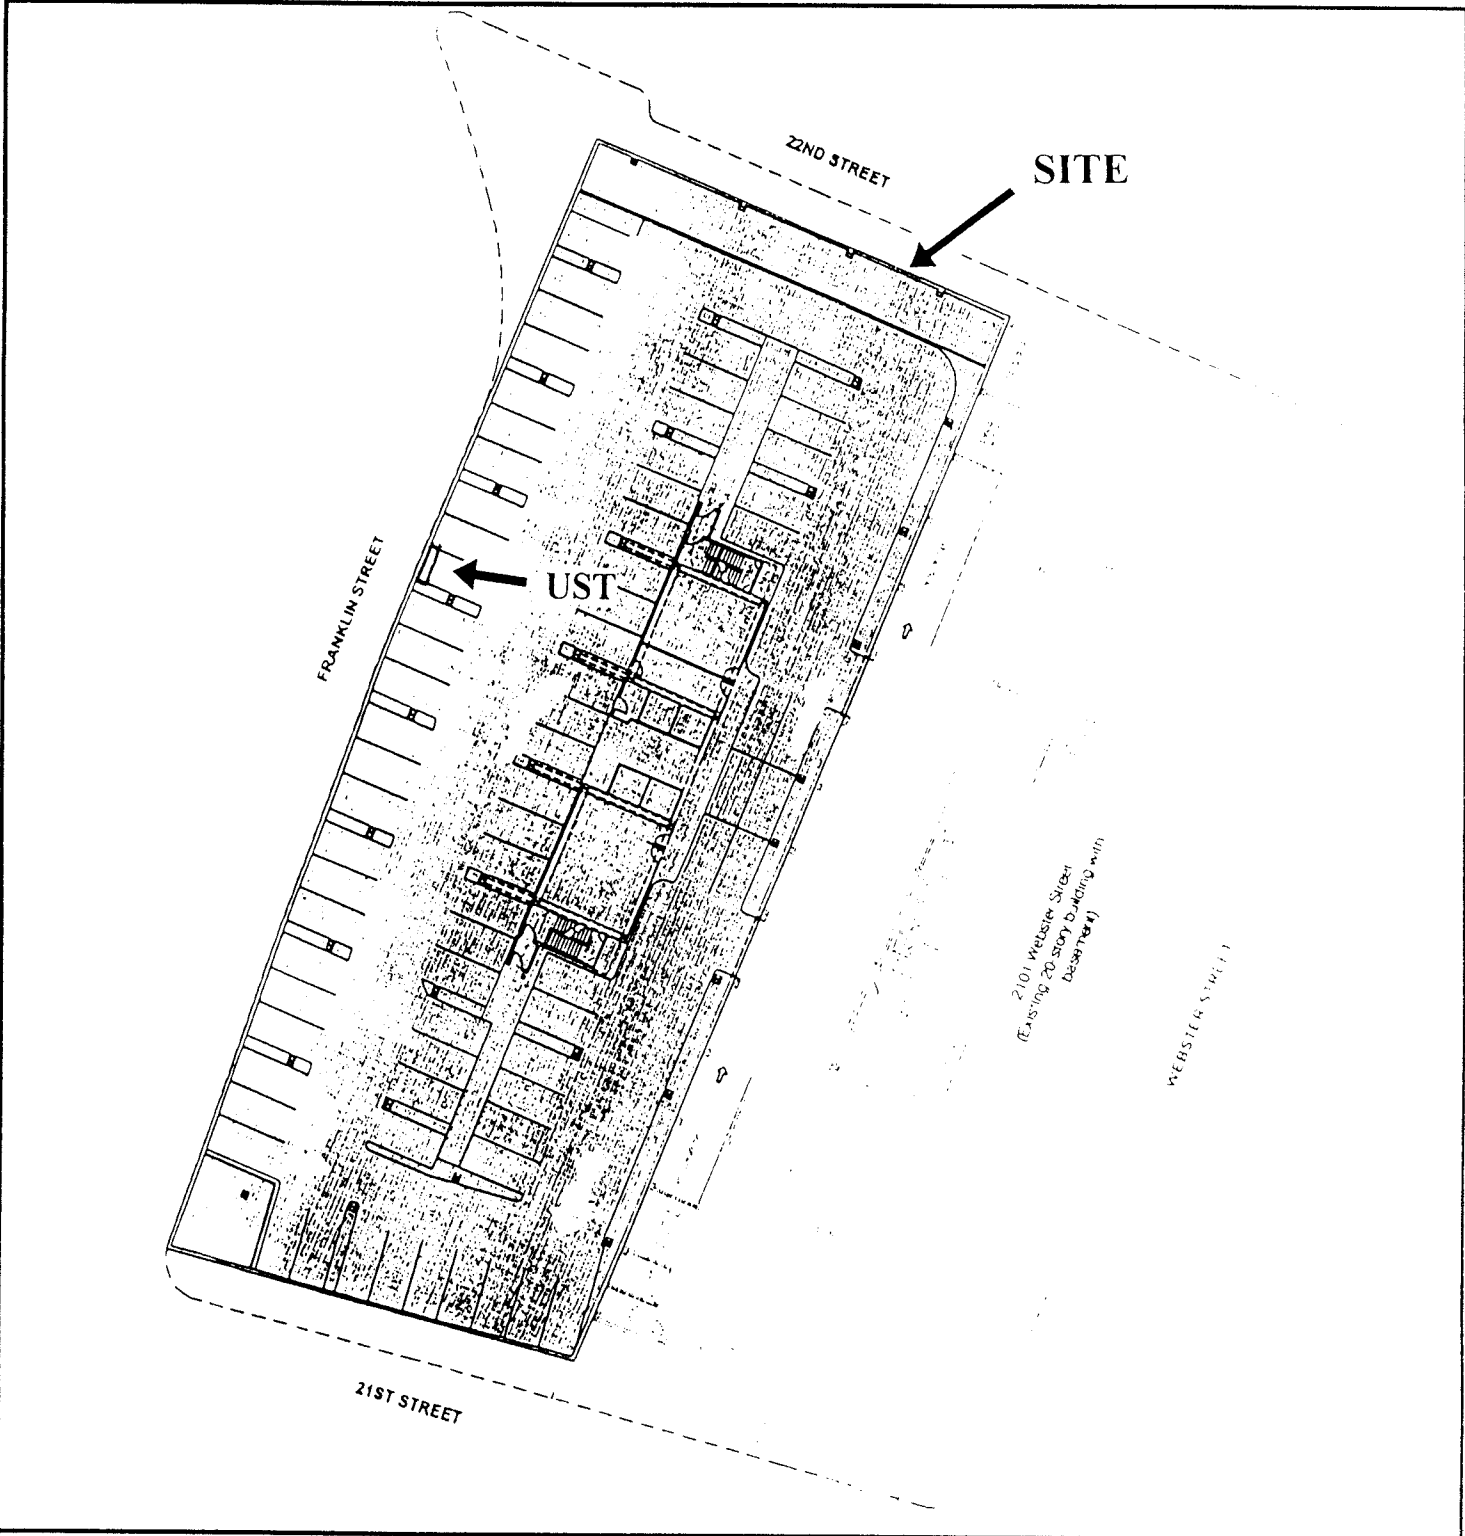 22ND STREET
SITE
FRANKLIN STREET
UST
2101 Webster Street
(Existing 20-story building with
basement)
WEBSTER STREET
21ST STREET